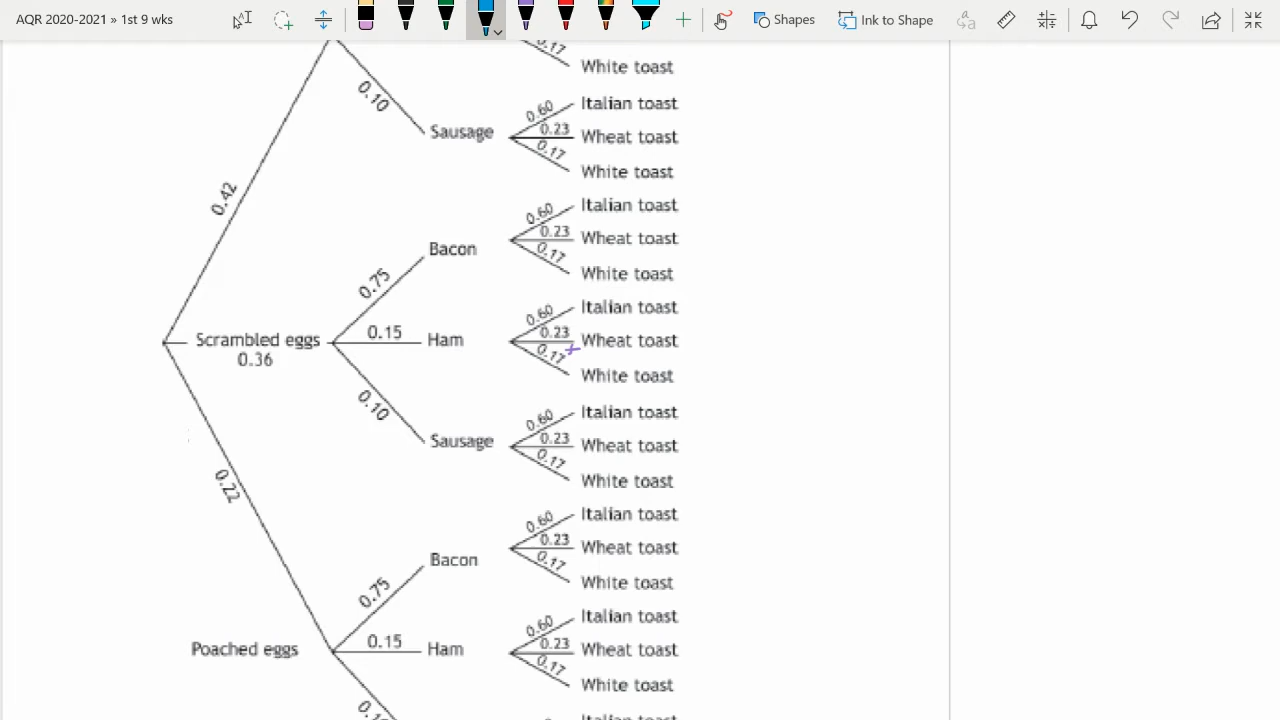 AQR 2020-2021 » 1st 9 wks
Shapes
Ink to Shape
0.17
White toast
0.10
Sausage
0.60
Italian toast
0.23
Wheat toast
0.17
White toast
0.42
0.60
Italian toast
Bacon
0.23
Wheat toast
0.17
White toast
0.75
0.60
Italian toast
Scrambled eggs
0.36
0.15
Ham
0.23
Wheat toast
0.17
White toast
0.10
0.60
Italian toast
Sausage
0.23
Wheat toast
0.17
White toast
0.22
0.60
Italian toast
Bacon
0.23
Wheat toast
0.17
White toast
0.75
0.60
Italian toast
Poached eggs
0.15
Ham
0.23
Wheat toast
0.17
White toast
Italian toast